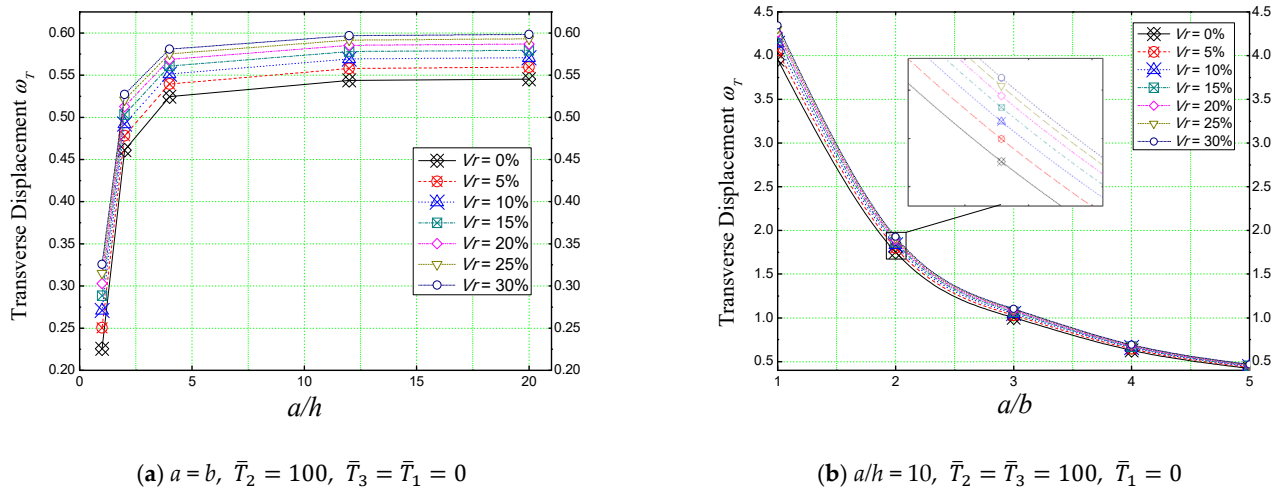 Transverse Displacement ω_T
0.60
0.55
0.50
0.45
0.40
0.35
0.30
0.25
0.20
0.60
0.55
0.50
0.45
0.40
0.35
0.30
0.25
0.20
Vr = 0%
Vr = 5%
Vr = 10%
Vr = 15%
Vr = 20%
Vr = 25%
Vr = 30%
0 5 10 15 20
a/h
(a) a = b, T̄₂ = 100, T̄₃ = T̄₁ = 0
Transverse Displacement ω_T
4.5
4.0
3.5
3.0
2.5
2.0
1.5
1.0
0.5
4.5
4.0
3.5
3.0
2.5
2.0
1.5
1.0
0.5
Vr = 0%
Vr = 5%
Vr = 10%
Vr = 15%
Vr = 20%
Vr = 25%
Vr = 30%
1 2 3 4 5
a/b
(b) a/h = 10, T̄₂ = T̄₃ = 100, T̄₁ = 0